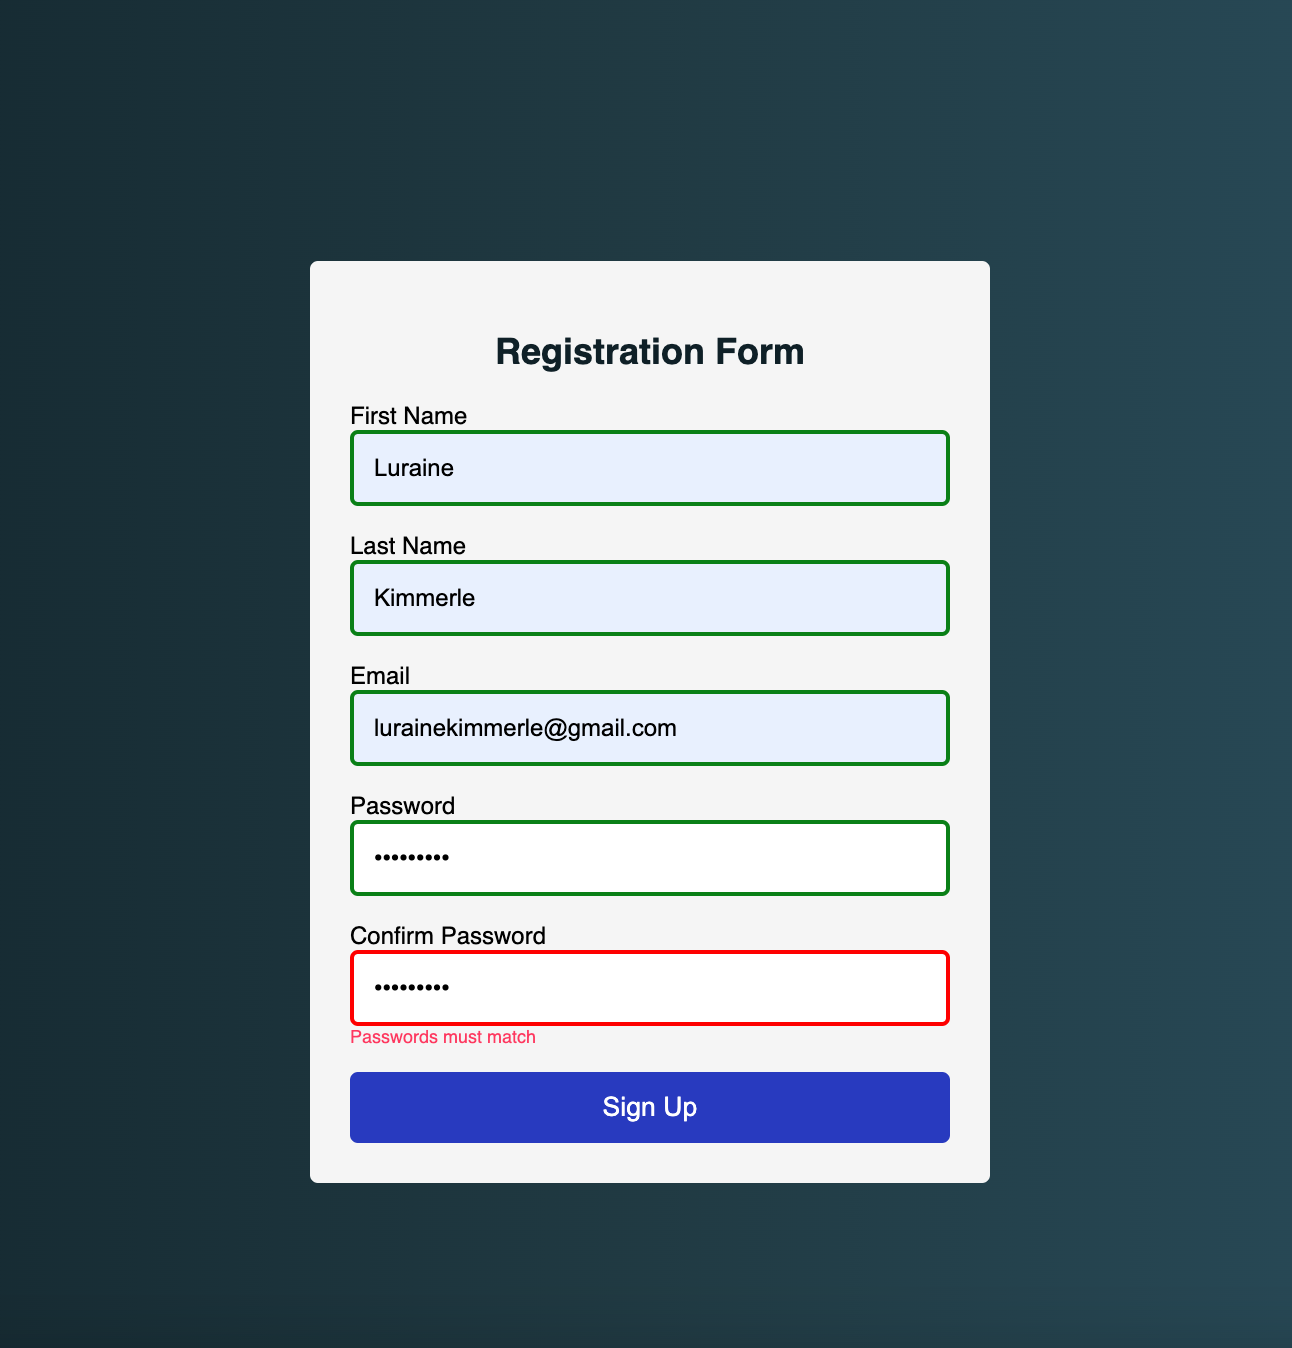 Registration Form
First Name
Luraine
Last Name
Kimmerle
Email
lurainekimmerle@gmail.com
Password
•••••••••
Confirm Password
•••••••••
Passwords must match
Sign Up